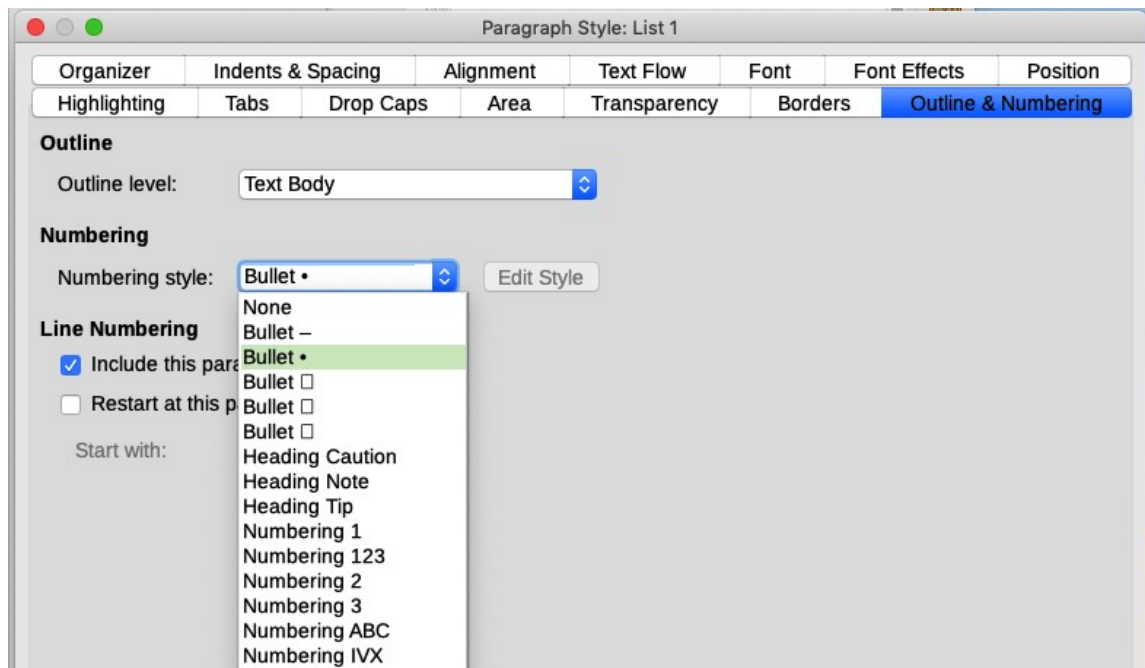 Paragraph Style: List 1
Organizer Indents & Spacing Alignment Text Flow Font Font Effects Position
Highlighting Tabs Drop Caps Area Transparency Borders Outline & Numbering
Outline
Outline level: Text Body
Numbering
Numbering style: Bullet • Edit Style
None
Line Numbering
Bullet –
Include this para
Bullet •
Bullet □
Restart at this p
Bullet □
Bullet □
Start with:
Heading Caution
Heading Note
Heading Tip
Numbering 1
Numbering 123
Numbering 2
Numbering 3
Numbering ABC
Numbering IVX